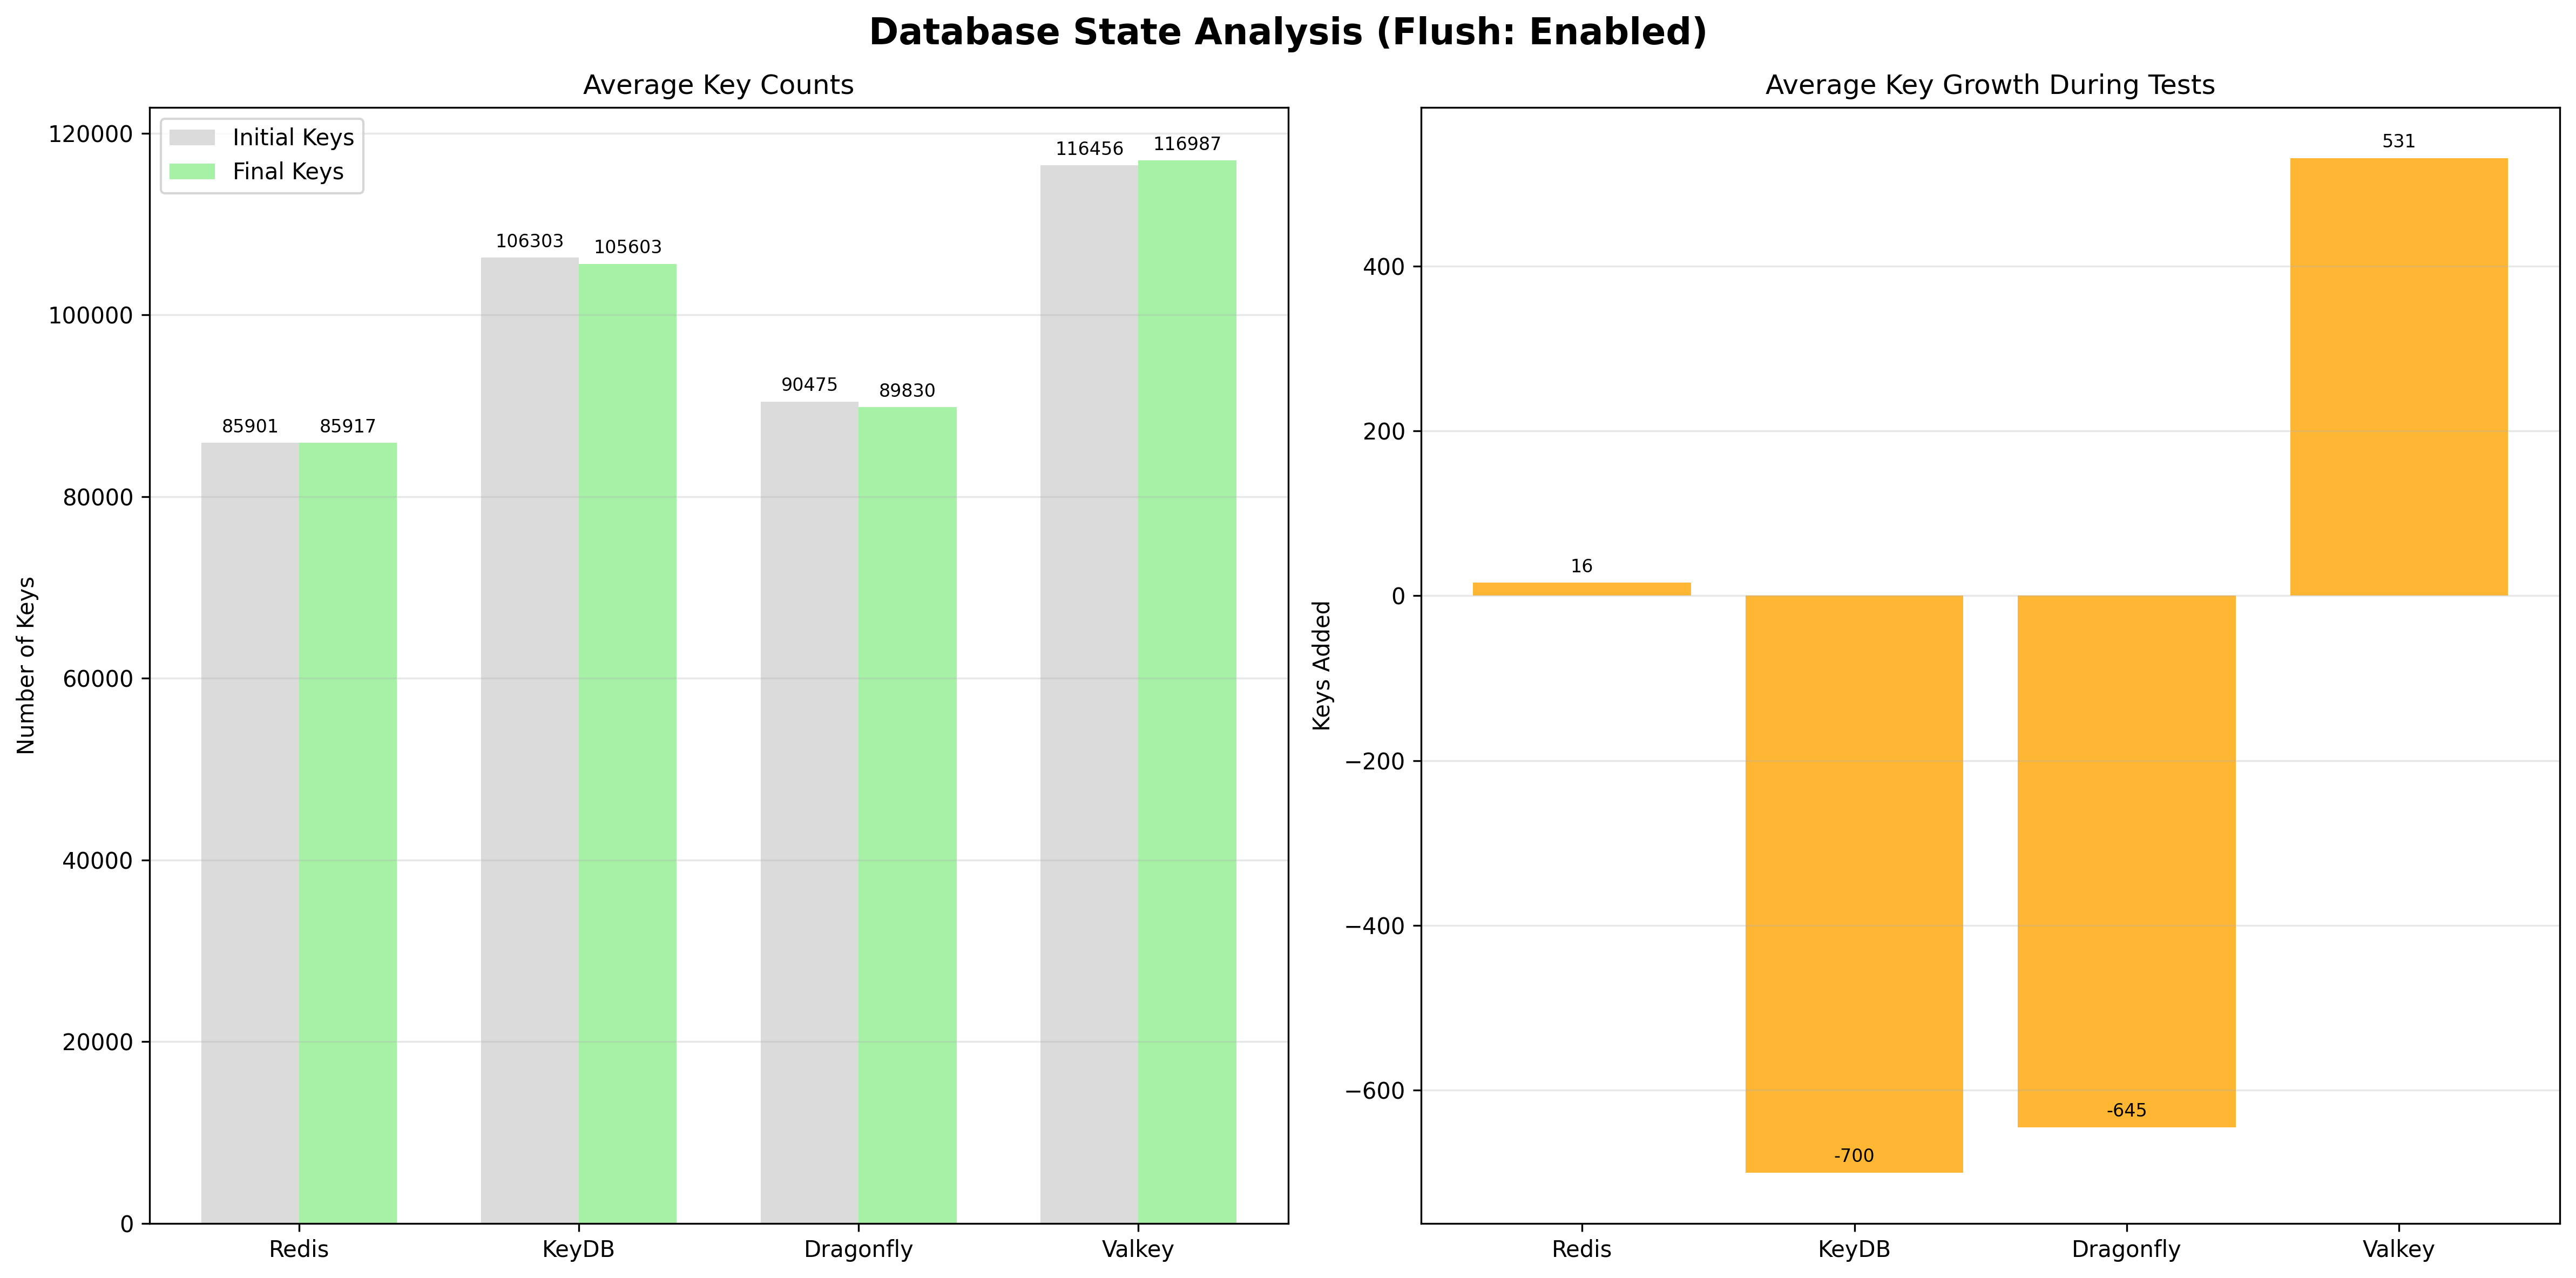 Database State Analysis (Flush: Enabled)
Average Key Counts
Number of Keys
120000
100000
80000
60000
40000
20000
0
Initial Keys
Final Keys
85901
85917
106303
105603
90475
89830
116456
116987
Redis
KeyDB
Dragonfly
Valkey
Average Key Growth During Tests
Keys Added
400
200
0
−200
−400
−600
16
-700
-645
531
Redis
KeyDB
Dragonfly
Valkey